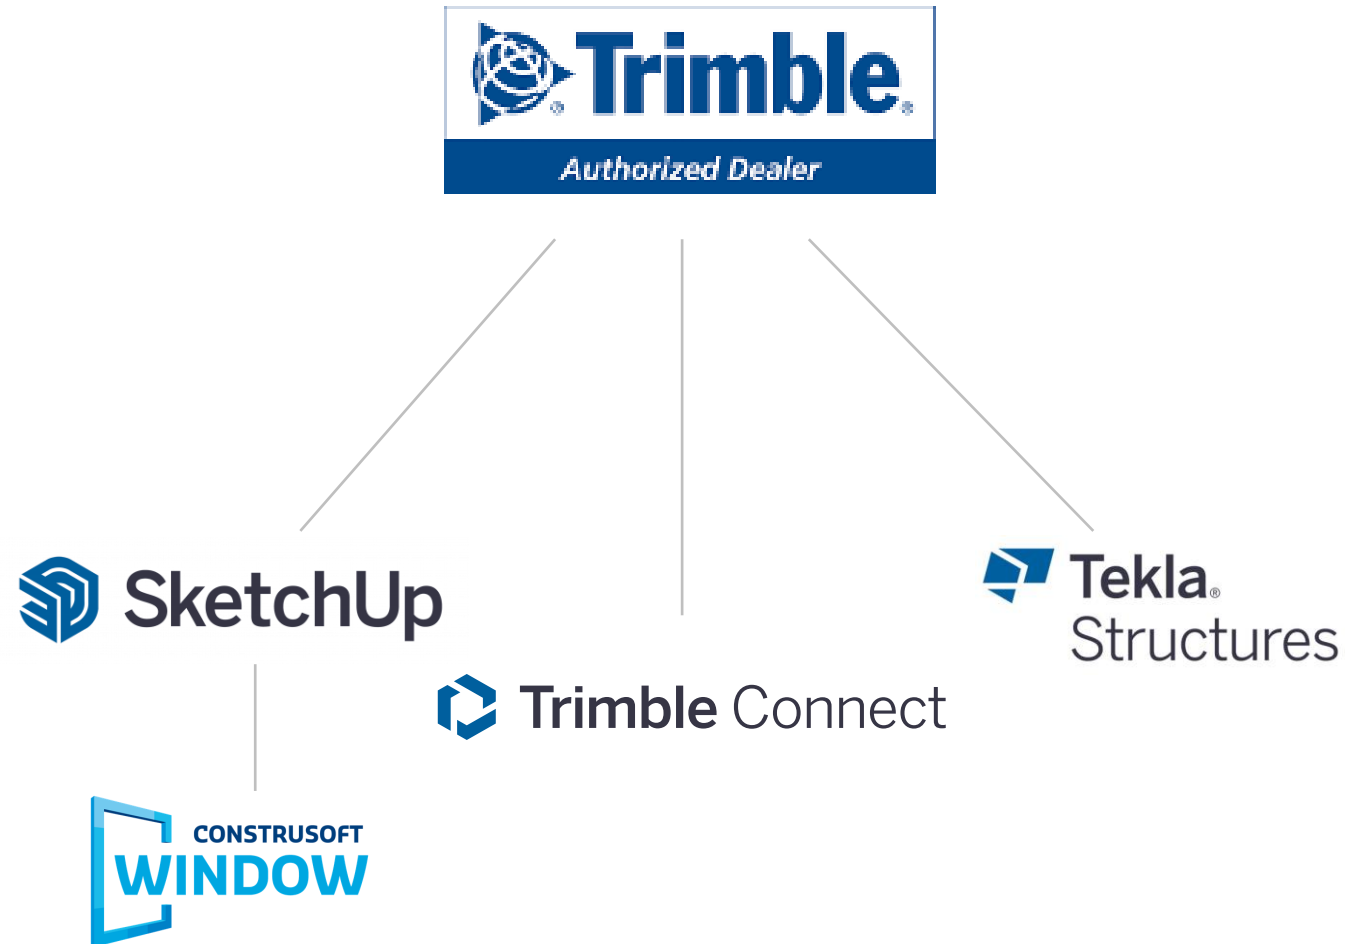 Trimble®
Authorized Dealer
SketchUp
Tekla®
Structures
Trimble Connect
CONSTRUSOFT
WINDOW